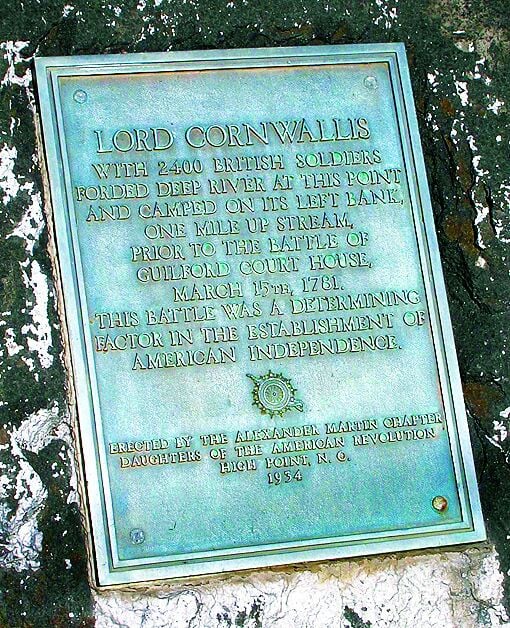 LORD CORNWALLIS
WITH 2400 BRITISH SOLDIERS
FORDED DEEP RIVER AT THIS POINT
AND CAMPED ON ITS LEFT BANK,
ONE MILE UP STREAM,
PRIOR TO THE BATTLE OF
GUILFORD COURT HOUSE,
MARCH 15TH, 1781.
THIS BATTLE WAS A DETERMINING
FACTOR IN THE ESTABLISHMENT OF
AMERICAN INDEPENDENCE.
ERECTED BY THE ALEXANDER MARTIN CHAPTER
DAUGHTERS OF THE AMERICAN REVOLUTION
HIGH POINT, N. C.
1934